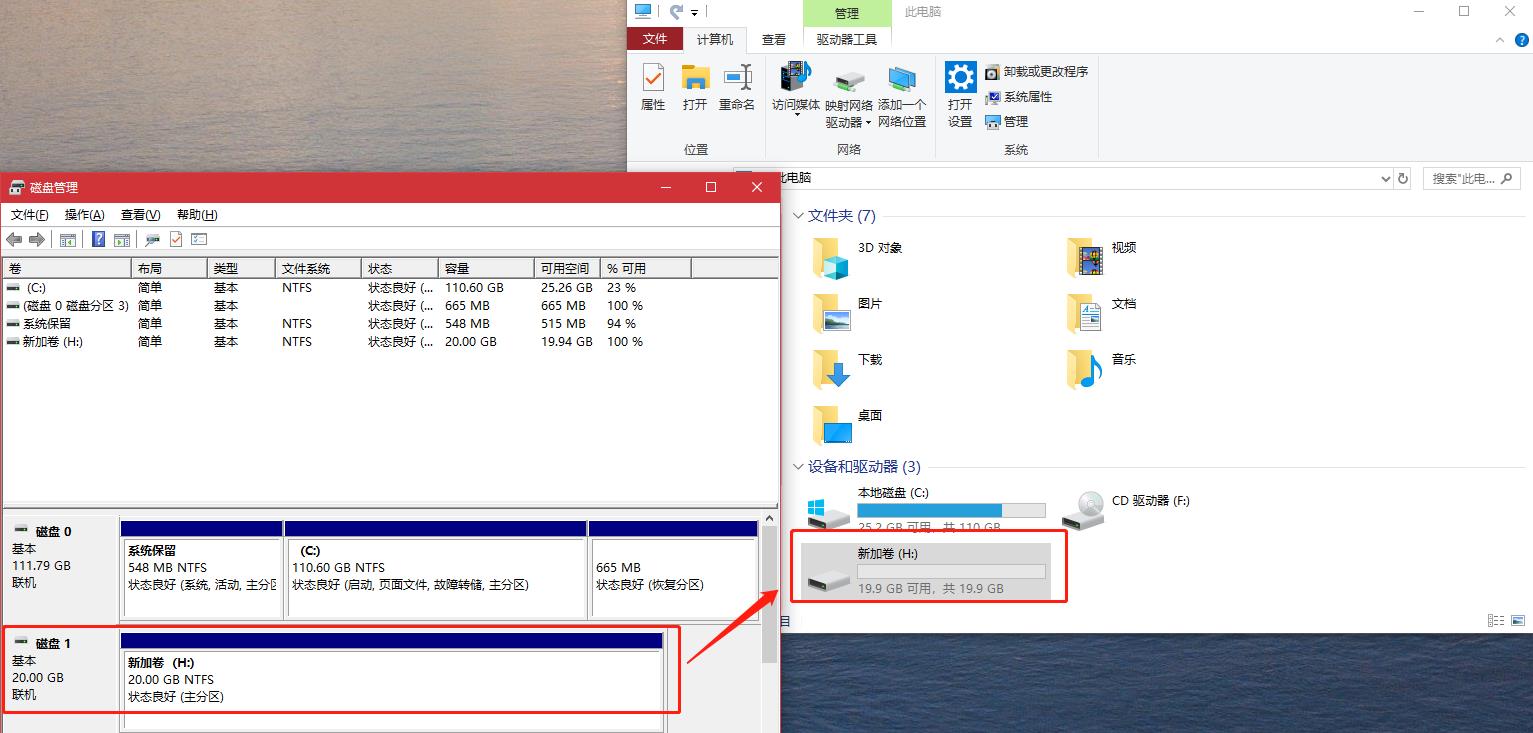 管理
此电脑
文件
计算机
查看
驱动器工具
属性
打开
重命名
访问媒体
映射网络
驱动器
添加一个
网络位置
打开
设置
卸载或更改程序
系统属性
管理
位置
网络
系统
电脑
搜索"此电...
文件夹 (7)
3D 对象
视频
图片
文档
下载
音乐
桌面
设备和驱动器 (3)
本地磁盘 (C:)
25.2 GB 可用，共 110 GB
CD 驱动器 (F:)
新加卷 (H:)
19.9 GB 可用，共 19.9 GB
目
磁盘管理
文件(F) 操作(A) 查看(V) 帮助(H)
卷 布局 类型 文件系统 状态 容量 可用空间 % 可用
(C:) 简单 基本 NTFS 状态良好 (... 110.60 GB 25.26 GB 23 %
(磁盘 0 磁盘分区 3) 简单 基本 状态良好 (... 665 MB 665 MB 100 %
系统保留 简单 基本 NTFS 状态良好 (... 548 MB 515 MB 94 %
新加卷 (H:) 简单 基本 NTFS 状态良好 (... 20.00 GB 19.94 GB 100 %
磁盘 0
基本
111.79 GB
联机
系统保留
548 MB NTFS
状态良好 (系统, 活动, 主分区
(C:)
110.60 GB NTFS
状态良好 (启动, 页面文件, 故障转储, 主分区)
665 MB
状态良好 (恢复分区)
磁盘 1
基本
20.00 GB
联机
新加卷 (H:)
20.00 GB NTFS
状态良好 (主分区)